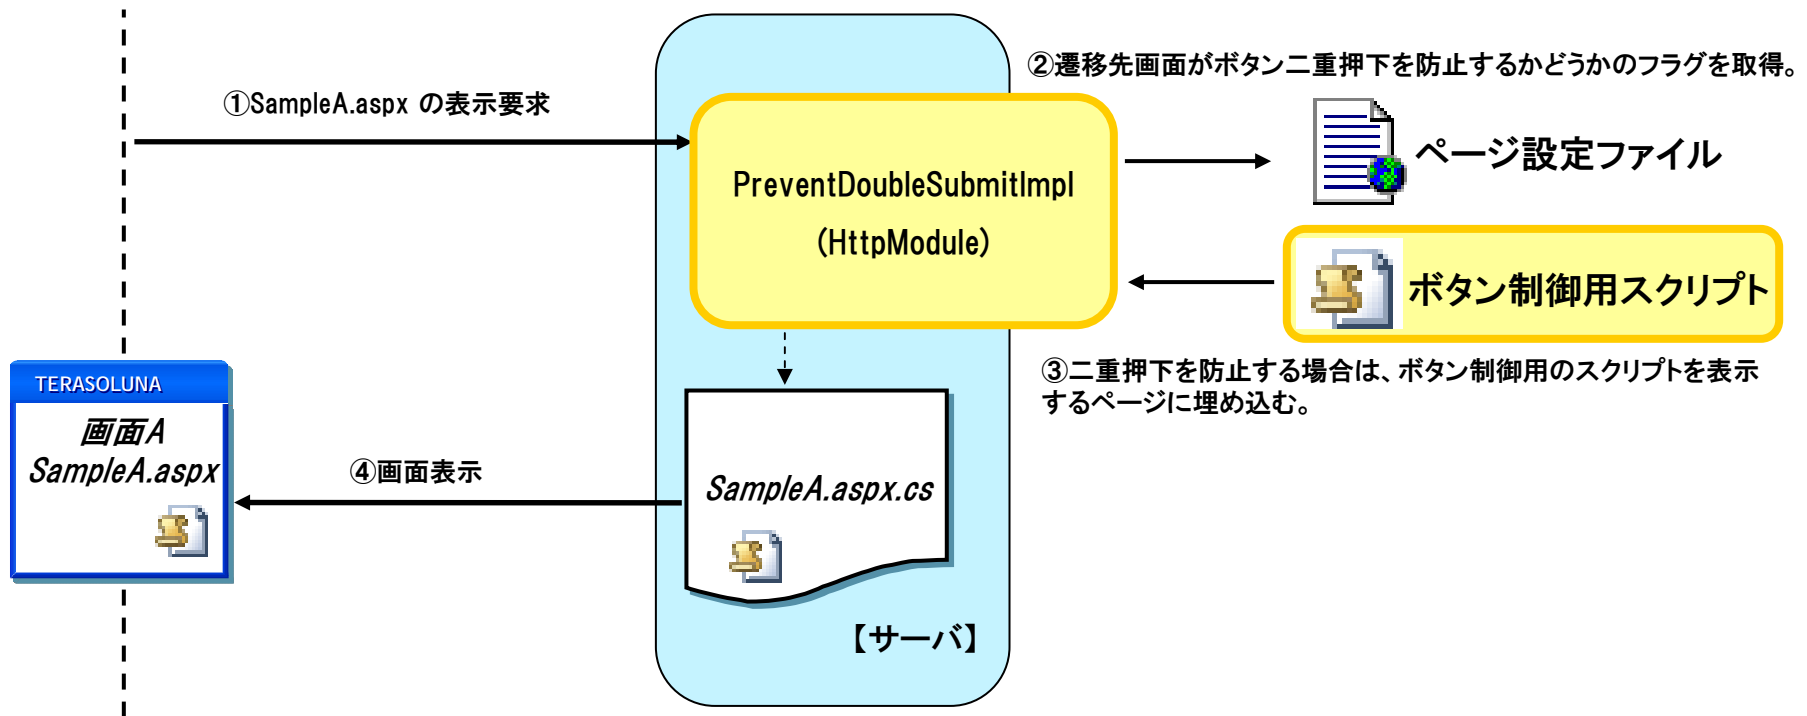 ②遷移先画面がボタン二重押下を防止するかどうかのフラグを取得。
①SampleA.aspx の表示要求
ページ設定ファイル
PreventDoubleSubmitImpl
(HttpModule)
ボタン制御用スクリプト
③二重押下を防止する場合は、ボタン制御用のスクリプトを表示
するページに埋め込む。
TERASOLUNA
画面A
SampleA.aspx
④画面表示
SampleA.aspx.cs
【サーバ】